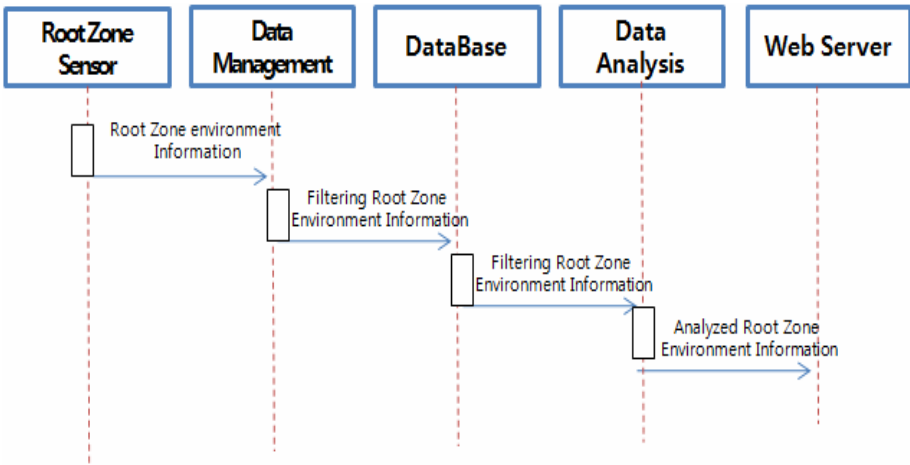 Root Zone
Sensor
Data
Management
DataBase
Data
Analysis
Web Server
Root Zone environment
Information
Filtering Root Zone
Environment Information
Filtering Root Zone
Environment Information
Analyzed Root Zone
Environment Information